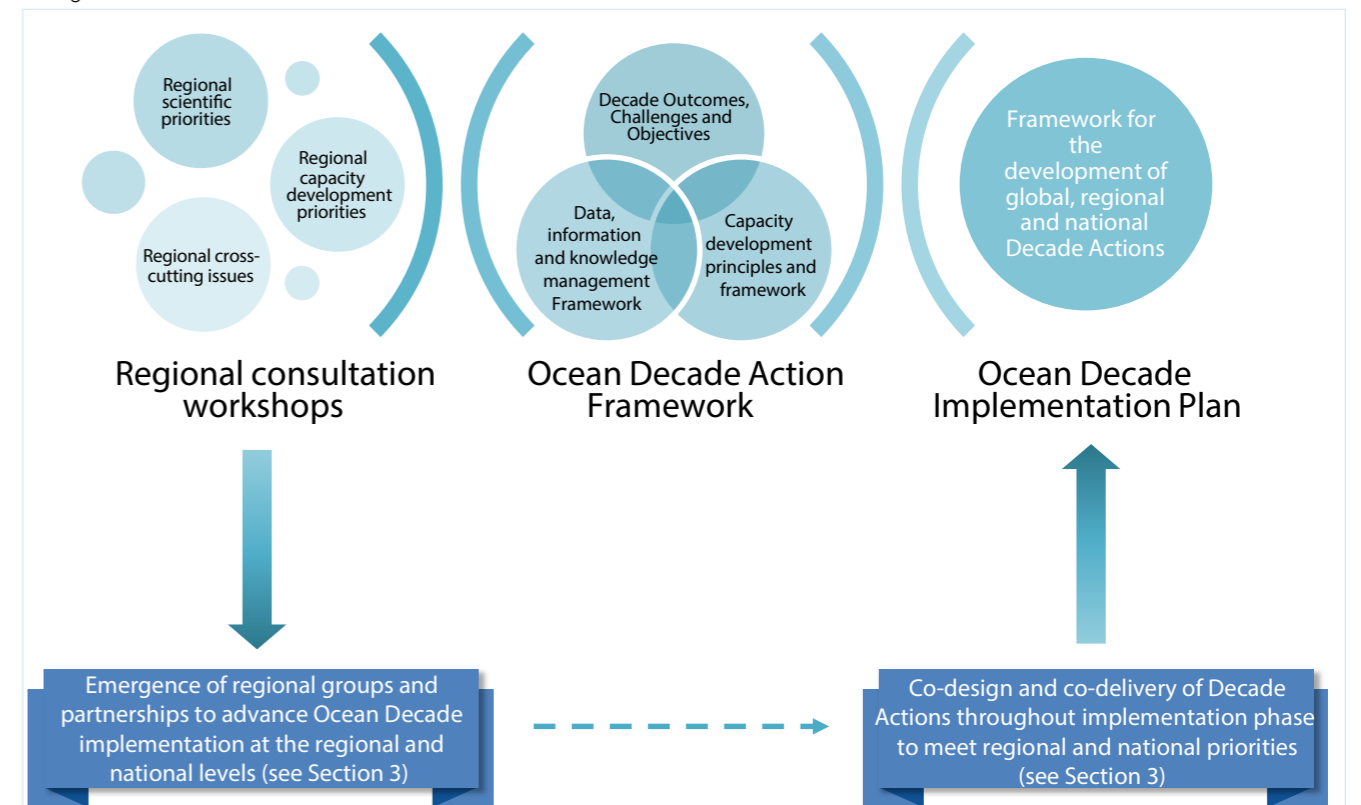 Regional
scientific
priorities
Regional
capacity
development
priorities
Regional cross-
cutting issues
Decade Outcomes,
Challenges and
Objectives
Data,
information
and knowledge
management
Framework
Capacity
development
principles and
framework
Framework for
the
development of
global, regional
and national
Decade Actions
Regional consultation
workshops
Ocean Decade Action
Framework
Ocean Decade
Implementation Plan
Emergence of regional groups and
partnerships to advance Ocean Decade
implementation at the regional and
national levels (see Section 3)
Co-design and co-delivery of Decade
Actions throughout implementation phase
to meet regional and national priorities
(see Section 3)